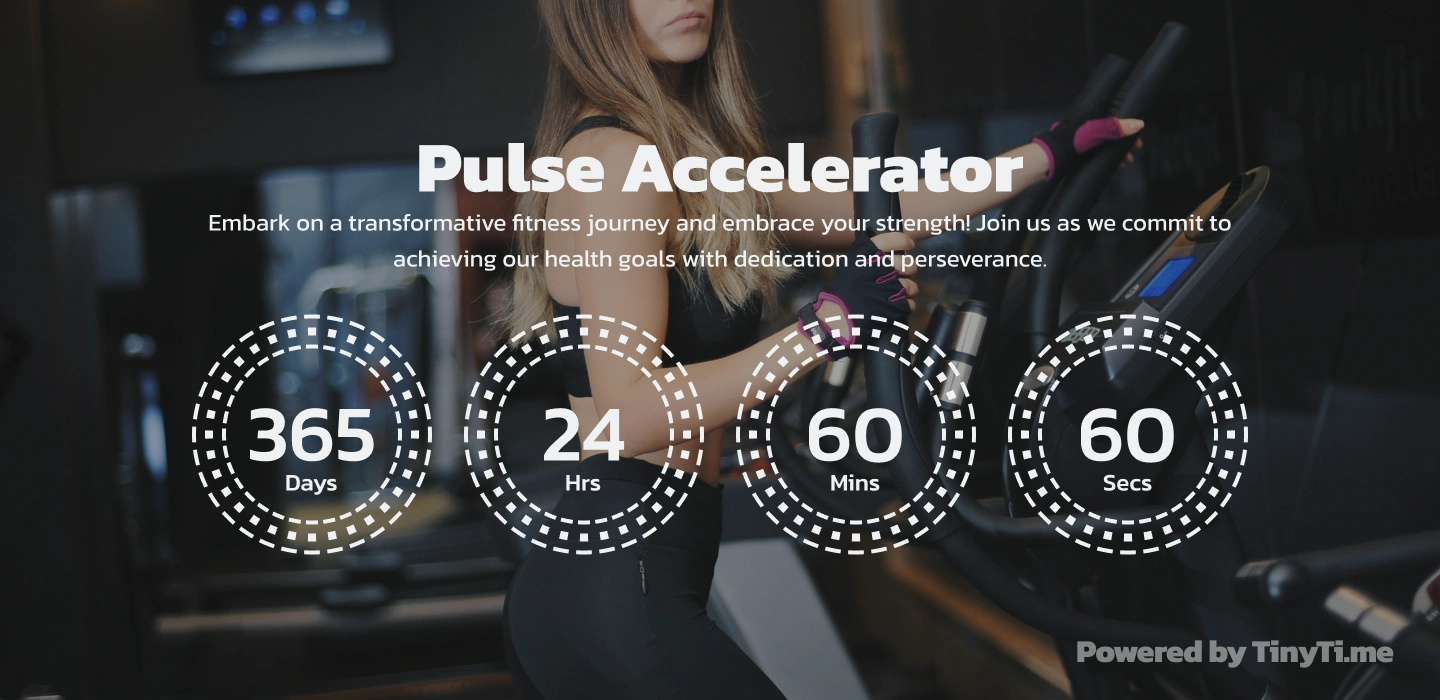 Pulse Accelerator
Embark on a transformative fitness journey and embrace your strength! Join us as we commit to
achieving our health goals with dedication and perseverance.
365
Days
24
Hrs
60
Mins
60
Secs
Powered by TinyTi.me